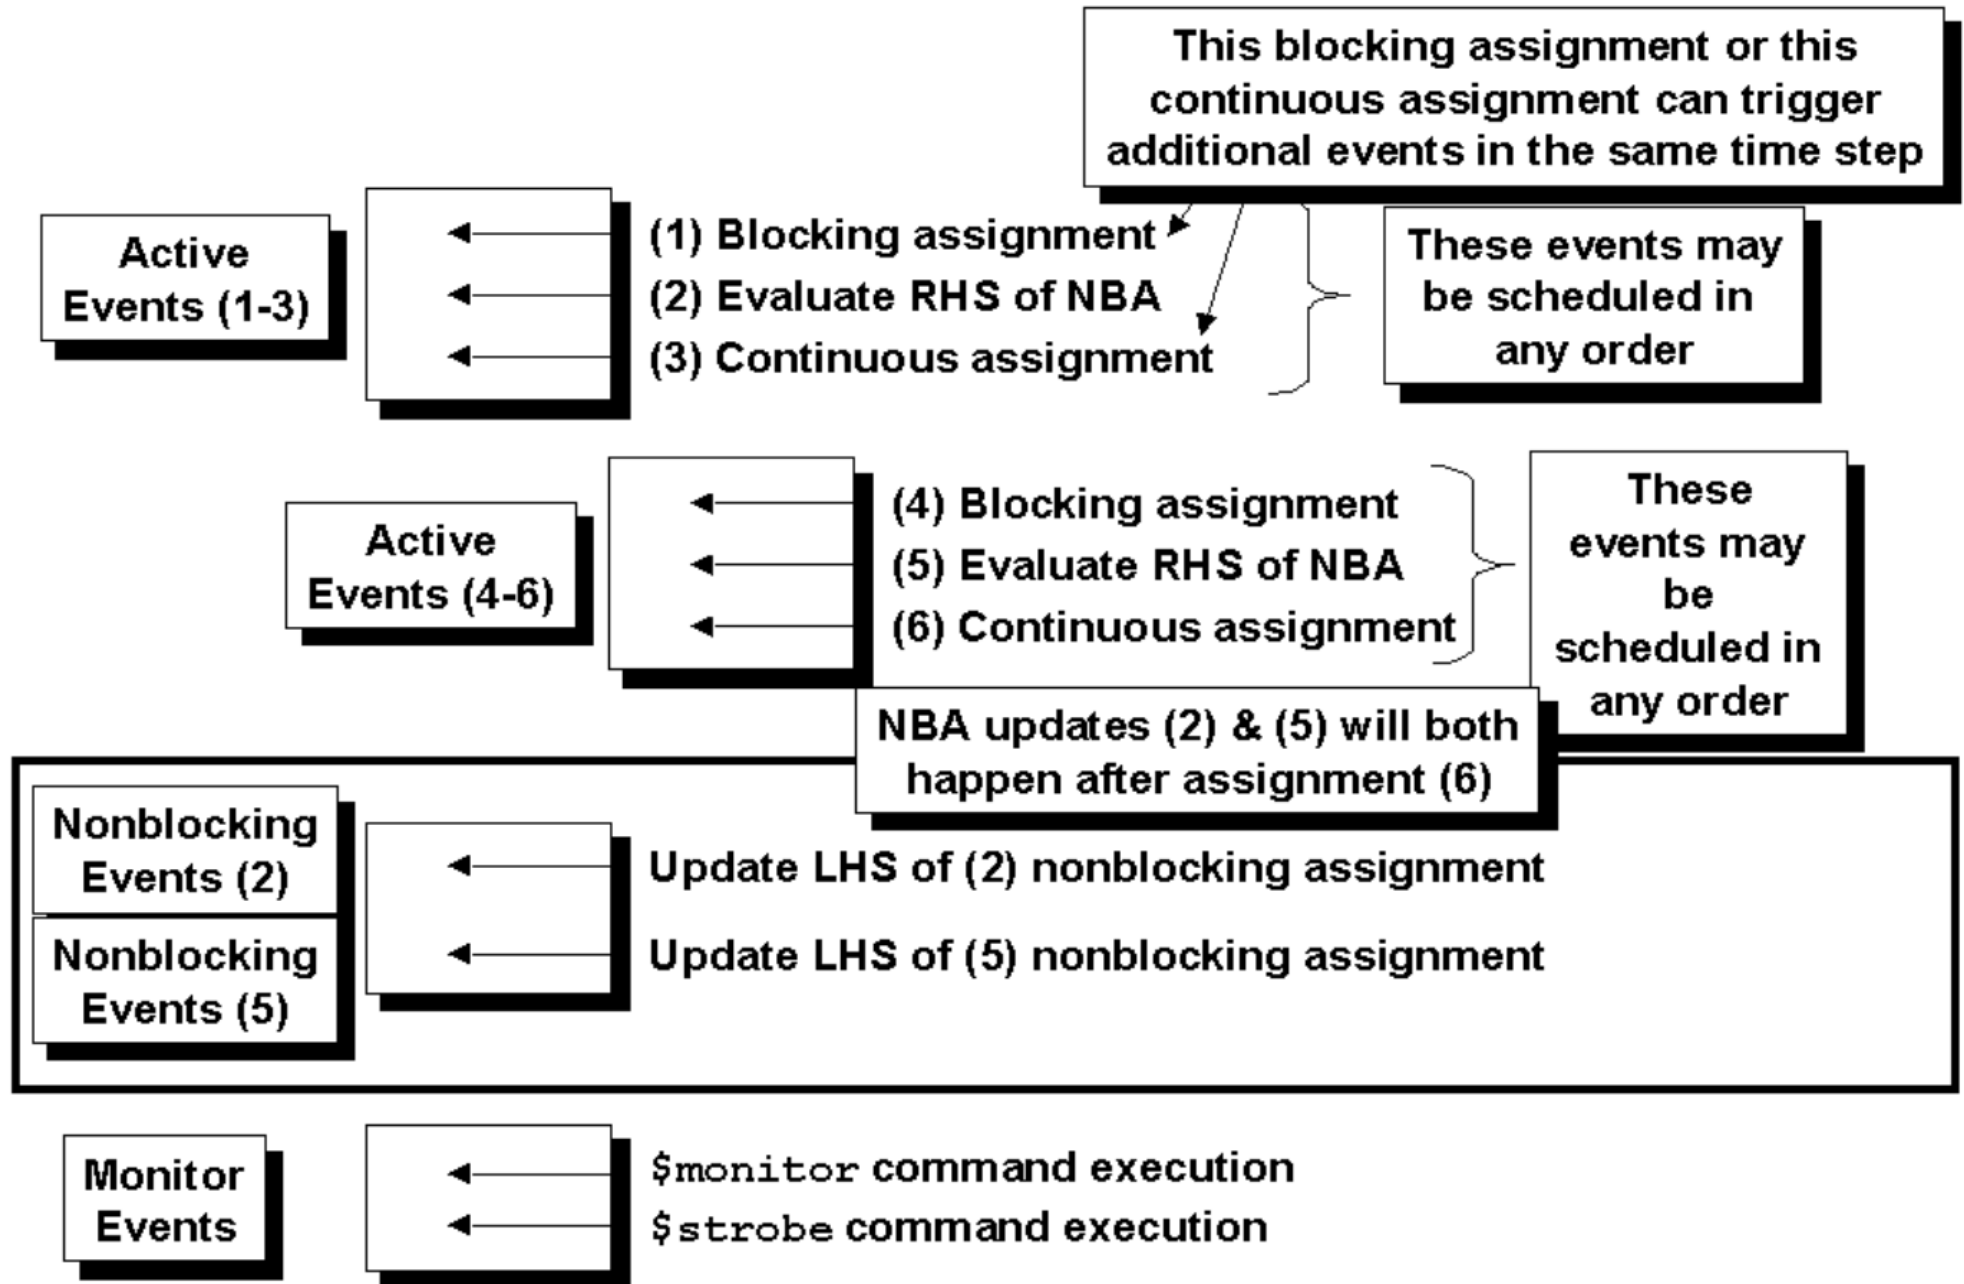 This blocking assignment or this
continuous assignment can trigger
additional events in the same time step
Active
Events (1-3)
(1) Blocking assignment
(2) Evaluate RHS of NBA
(3) Continuous assignment
These events may
be scheduled in
any order
Active
Events (4-6)
(4) Blocking assignment
(5) Evaluate RHS of NBA
(6) Continuous assignment
These
events may
be
scheduled in
any order
NBA updates (2) & (5) will both
happen after assignment (6)
Nonblocking
Events (2)
Update LHS of (2) nonblocking assignment
Nonblocking
Events (5)
Update LHS of (5) nonblocking assignment
Monitor
Events
$monitor command execution
$strobe command execution